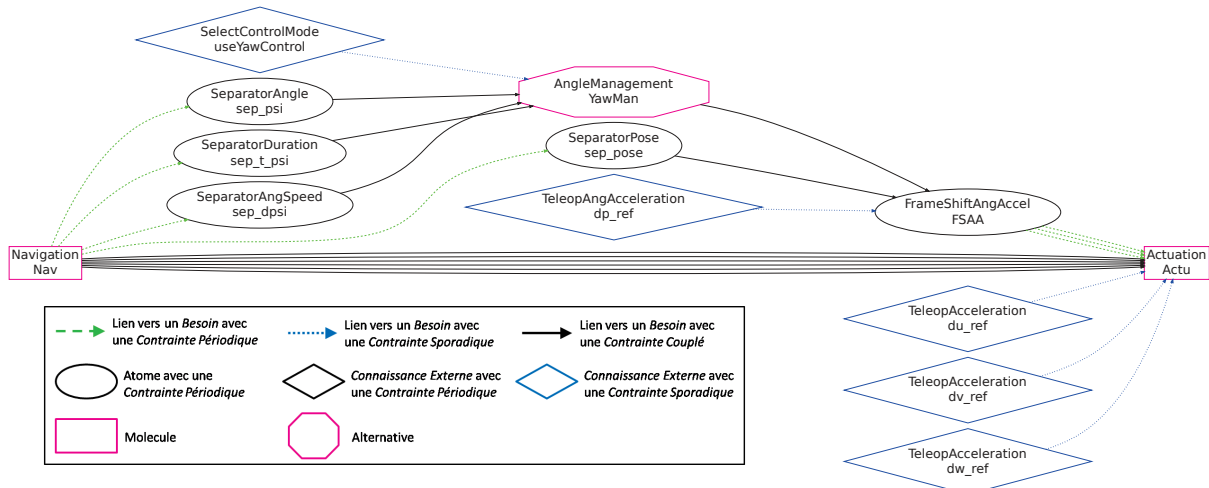 SelectControlMode
useYawControl
SeparatorAngle
sep_psi
AngleManagement
YawMan
SeparatorDuration
sep_t_psi
SeparatorPose
sep_pose
SeparatorAngSpeed
sep_dpsi
TeleopAngAcceleration
dp_ref
FrameShiftAngAccel
FSAA
Navigation
Nav
Actuation
Actu
TeleopAcceleration
du_ref
TeleopAcceleration
dv_ref
TeleopAcceleration
dw_ref
Lien vers un Besoin avec
une Contrainte Périodique
Lien vers un Besoin avec
une Contrainte Sporadique
Lien vers un Besoin avec
une Contrainte Couplé
Atome avec une
Contrainte Périodique
Connaissance Externe avec
une Contrainte Périodique
Connaissance Externe avec
une Contrainte Sporadique
Molecule
Alternative